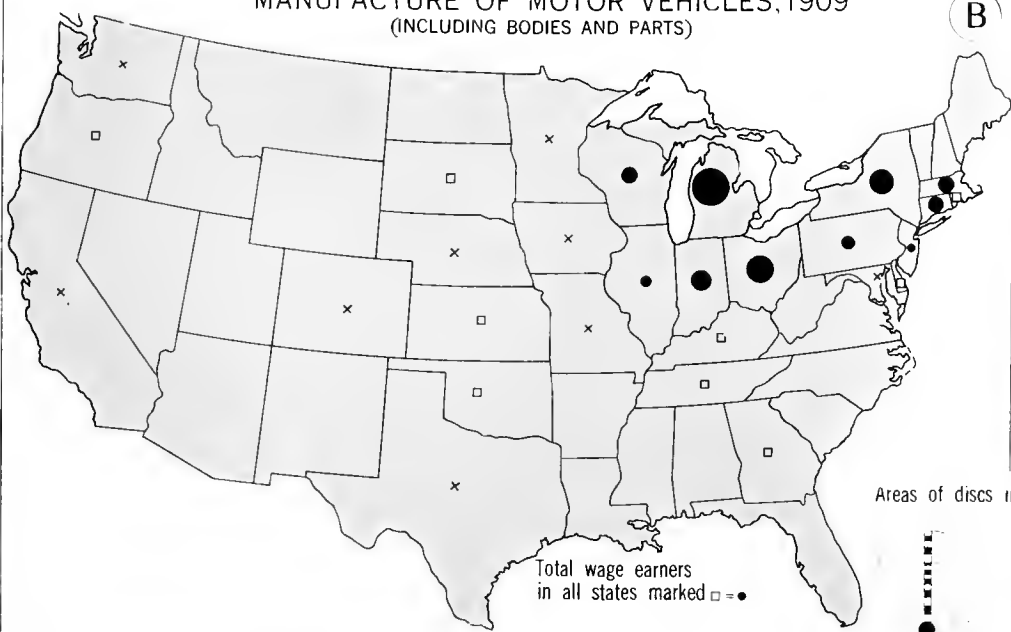 MANUFACTURE OF MOTOR VEHICLES, 1909
(INCLUDING BODIES AND PARTS)
B
Areas of discs
Total wage earners
in all states marked □ = ●